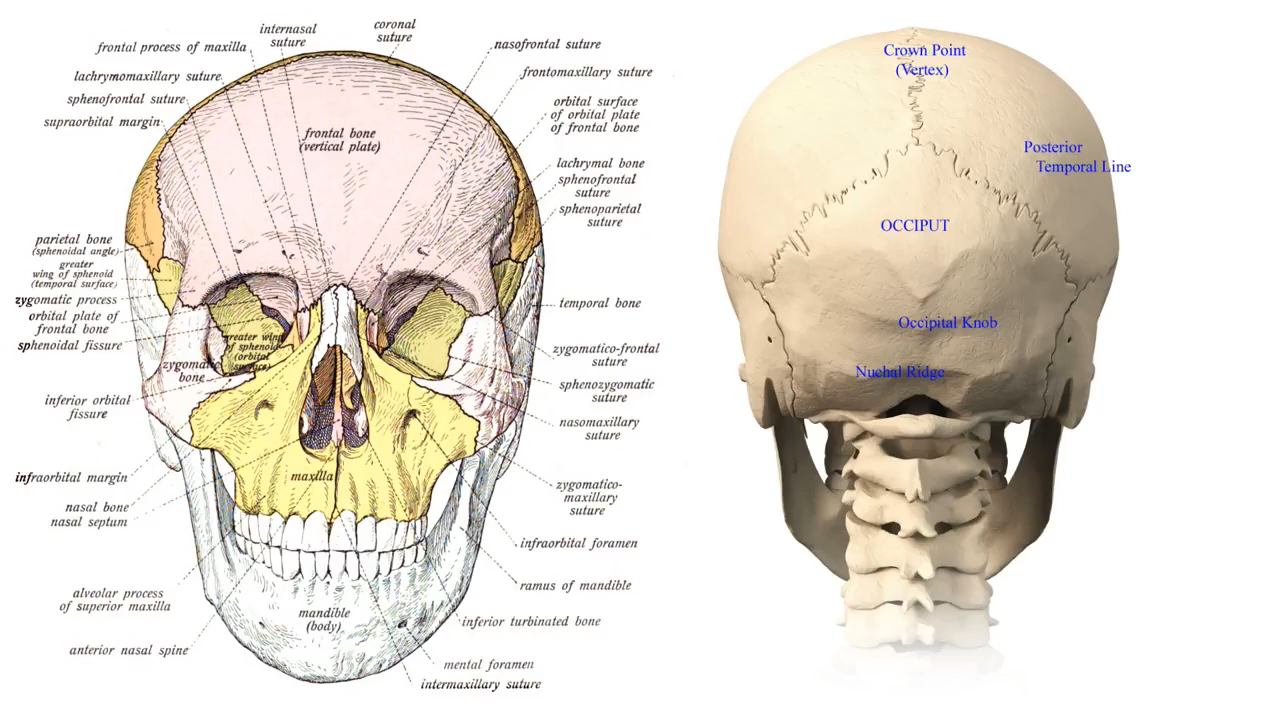 internasal
suture
coronal
suture
frontal process of maxilla
nasofrontal suture
lachrymomaxillary suture
frontomaxillary suture
sphenofrontal suture
orbital surface
of orbital plate
of frontal bone
supraorbital margin
frontal bone
(vertical plate)
lachrymal bone
sphenofrontal
suture
sphenoparietal
suture
parietal bone
(sphenoidal angle)
greater
wing of sphenoid
(temporal surface)
zygomatic process
orbital plate of
frontal bone
sphenoidal fissure
temporal bone
greater wing
of sphenoid
(orbital
surface)
zygomatic
bone
zygomatico-frontal
suture
sphenozygomatic
suture
inferior orbital
fissure
nasomaxillary
suture
infraorbital margin
maxilla
zygomatico-
maxillary
suture
nasal bone
nasal septum
infraorbital foramen
ramus of mandible
alveolar process
of superior maxilla
mandible
(body)
inferior turbinated bone
anterior nasal spine
mental foramen
intermaxillary suture
Crown Point
(Vertex)
Posterior
Temporal Line
OCCIPUT
Occipital Knob
Nuchal Ridge